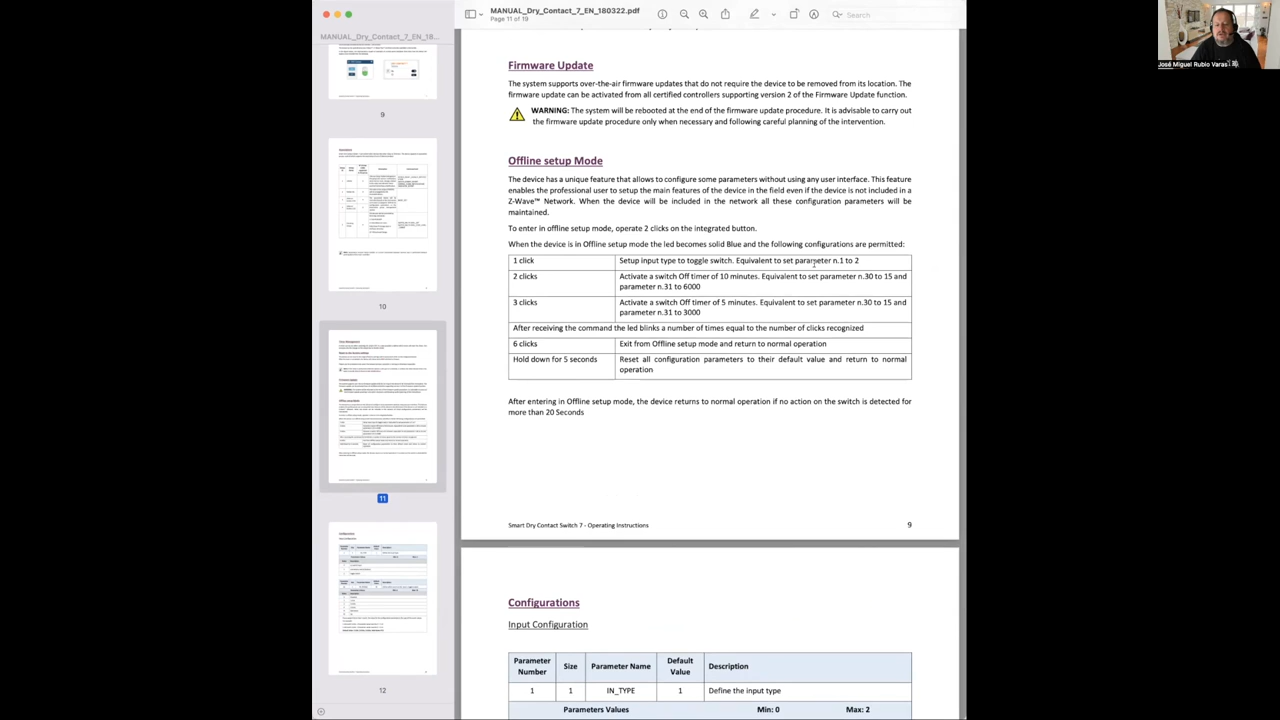 MANUAL_Dry_Contact_7_EN_180322.pdf
Page 11 of 19
Search
MANUAL_Dry_Contact_7_EN_18...
9
10
11
12
Firmware Update
The system supports over-the-air firmware updates that do not require the device to be removed from its location. The
firmware update can be activated from all certified controllers supporting version 2 of the Firmware Update function.
WARNING: The system will be rebooted at the end of the firmware update procedure. It is advisable to carry out
the firmware update procedure only when necessary and following careful planning of the intervention.
Offline setup Mode
The device has a unique feature that allows to configure some parameters without using a user interface. This feature
enables the professional user to setup the main features of the device in the field even if the device is not included in a
Z-Wave™ Network. When the device will be included in the network all these configuration parameters will be
maintained.
To enter in offline setup mode, operate 2 clicks on the integrated button.
When the device is in Offline setup mode the led becomes solid Blue and the following configurations are permitted:
1 click Setup input type to toggle switch. Equivalent to set parameter n.1 to 2
2 clicks Activate a switch Off timer of 10 minutes. Equivalent to set parameter n.30 to 15 and
parameter n.31 to 6000
3 clicks Activate a switch Off timer of 5 minutes. Equivalent to set parameter n.30 to 15 and
parameter n.31 to 3000
After receiving the command the led blinks a number of times equal to the number of clicks recognized
6 clicks Exit from Offline setup mode and return to normal operation
Hold down for 5 seconds Reset all configuration parameters to their default value and return to normal
operation
After entering in Offline setup mode, the device returns to normal operation if no action on the switch is detected for
more than 20 Seconds
Smart Dry Contact Switch 7 - Operating Instructions 9
Configurations
Input Configuration
Parameter Number Size Parameter Name Default Value Description
1 1 IN_TYPE 1 Define the input type
Parameters Values Min: 0 Max: 2
José Miguel Rubio Varas